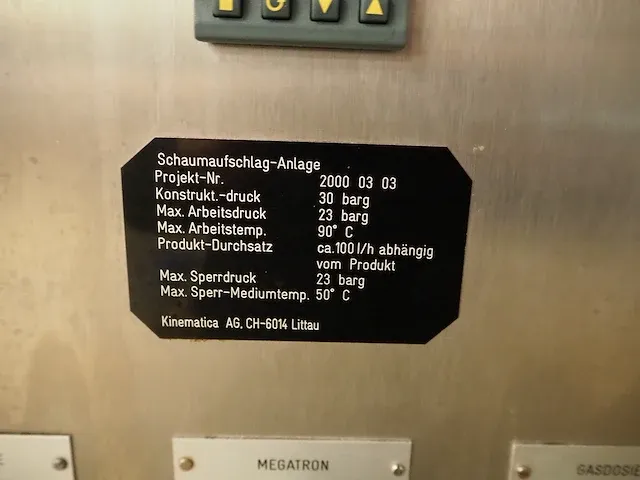 Schaumaufschlag-Anlage
Projekt-Nr. 2000 03 03
Konstrukt.-druck 30 barg
Max. Arbeitsdruck 23 barg
Max. Arbeitstemp. 90° C
Produkt-Durchsatz ca.100 l/h abhängig
vom Produkt
Max. Sperrdruck 23 barg
Max. Sperr-Mediumtemp. 50° C
Kinematica AG, CH-6014 Littau
MEGATRON